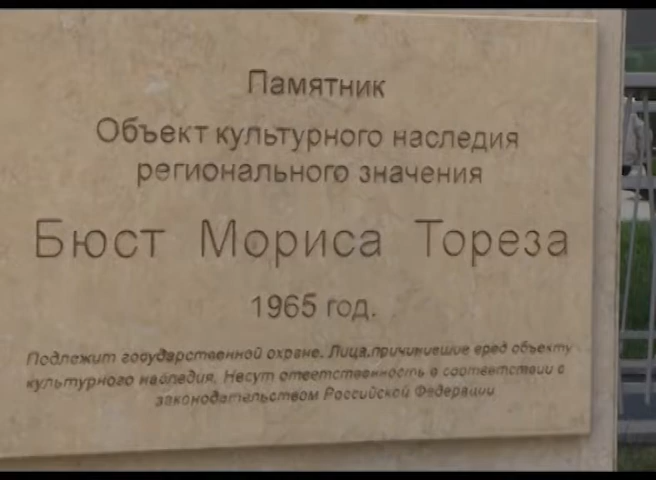 Памятник
Объект культурного наследия
регионального значения
Бюст Мориса Тореза
1965 год.
Подлежит государственной охране. Лица,причинившие вред объекту
культурного наследия, Несут ответственность в соответствии с
законодательством Российской Федерации